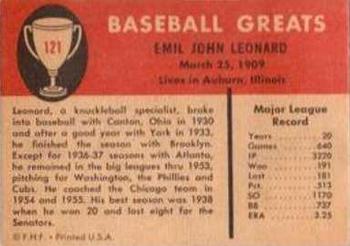 121
BASEBALL GREATS
EMIL JOHN LEONARD
March 25, 1909
Lives in Auburn, Illinois
Leonard, a knuckleball specialist, broke
into baseball with Canton, Ohio in 1930
and after a good year with York in 1933,
he finished the season with Brooklyn.
Except for 1936-37 seasons with Atlanta,
he remained in the big leagues thru 1953,
pitching for Washington, the Phillies and
Cubs. He coached the Chicago team in
1954 and 1955. His best season was 1938
when he won 20 and lost eight for the
Senators.
© F.H.F. • Printed U.S.A.
Major League
Record
Years 20
Games 640
IP 3220
Won 191
Lost 181
Pct. .513
SO 1170
BB 737
ERA 3.25